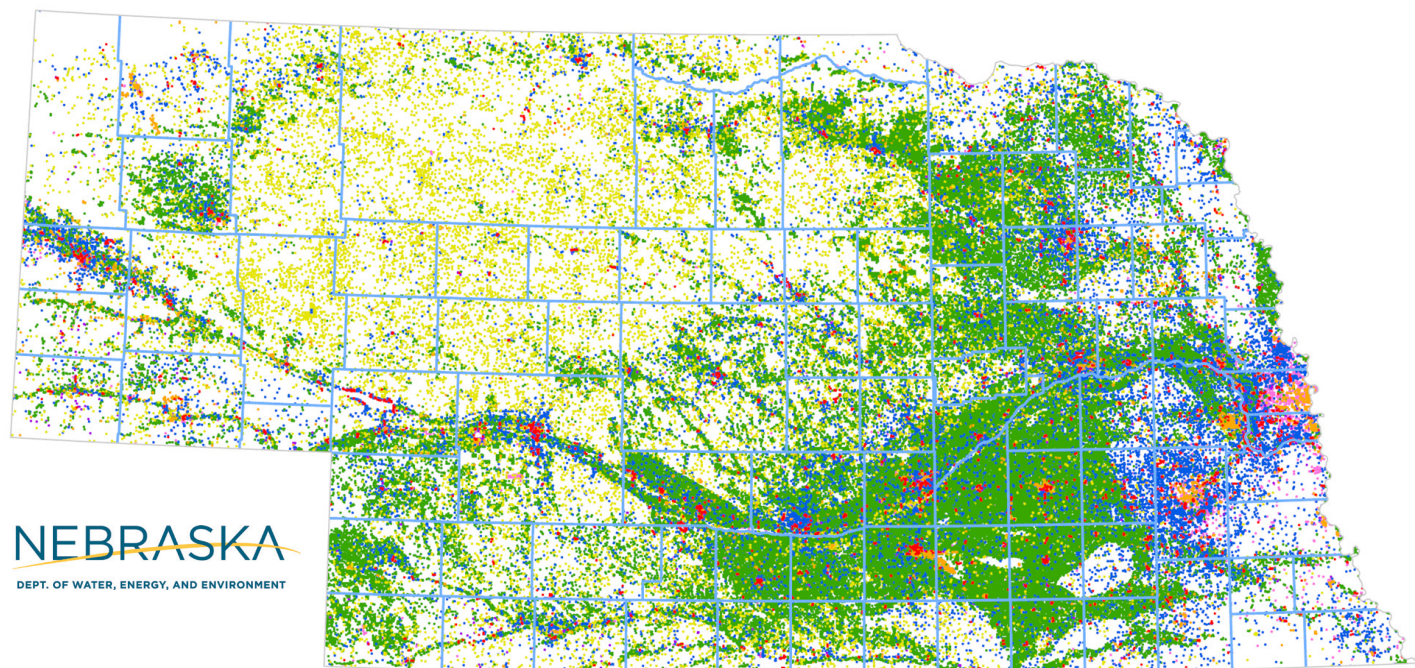 NEBRASKA
DEPT. OF WATER, ENERGY, AND ENVIRONMENT